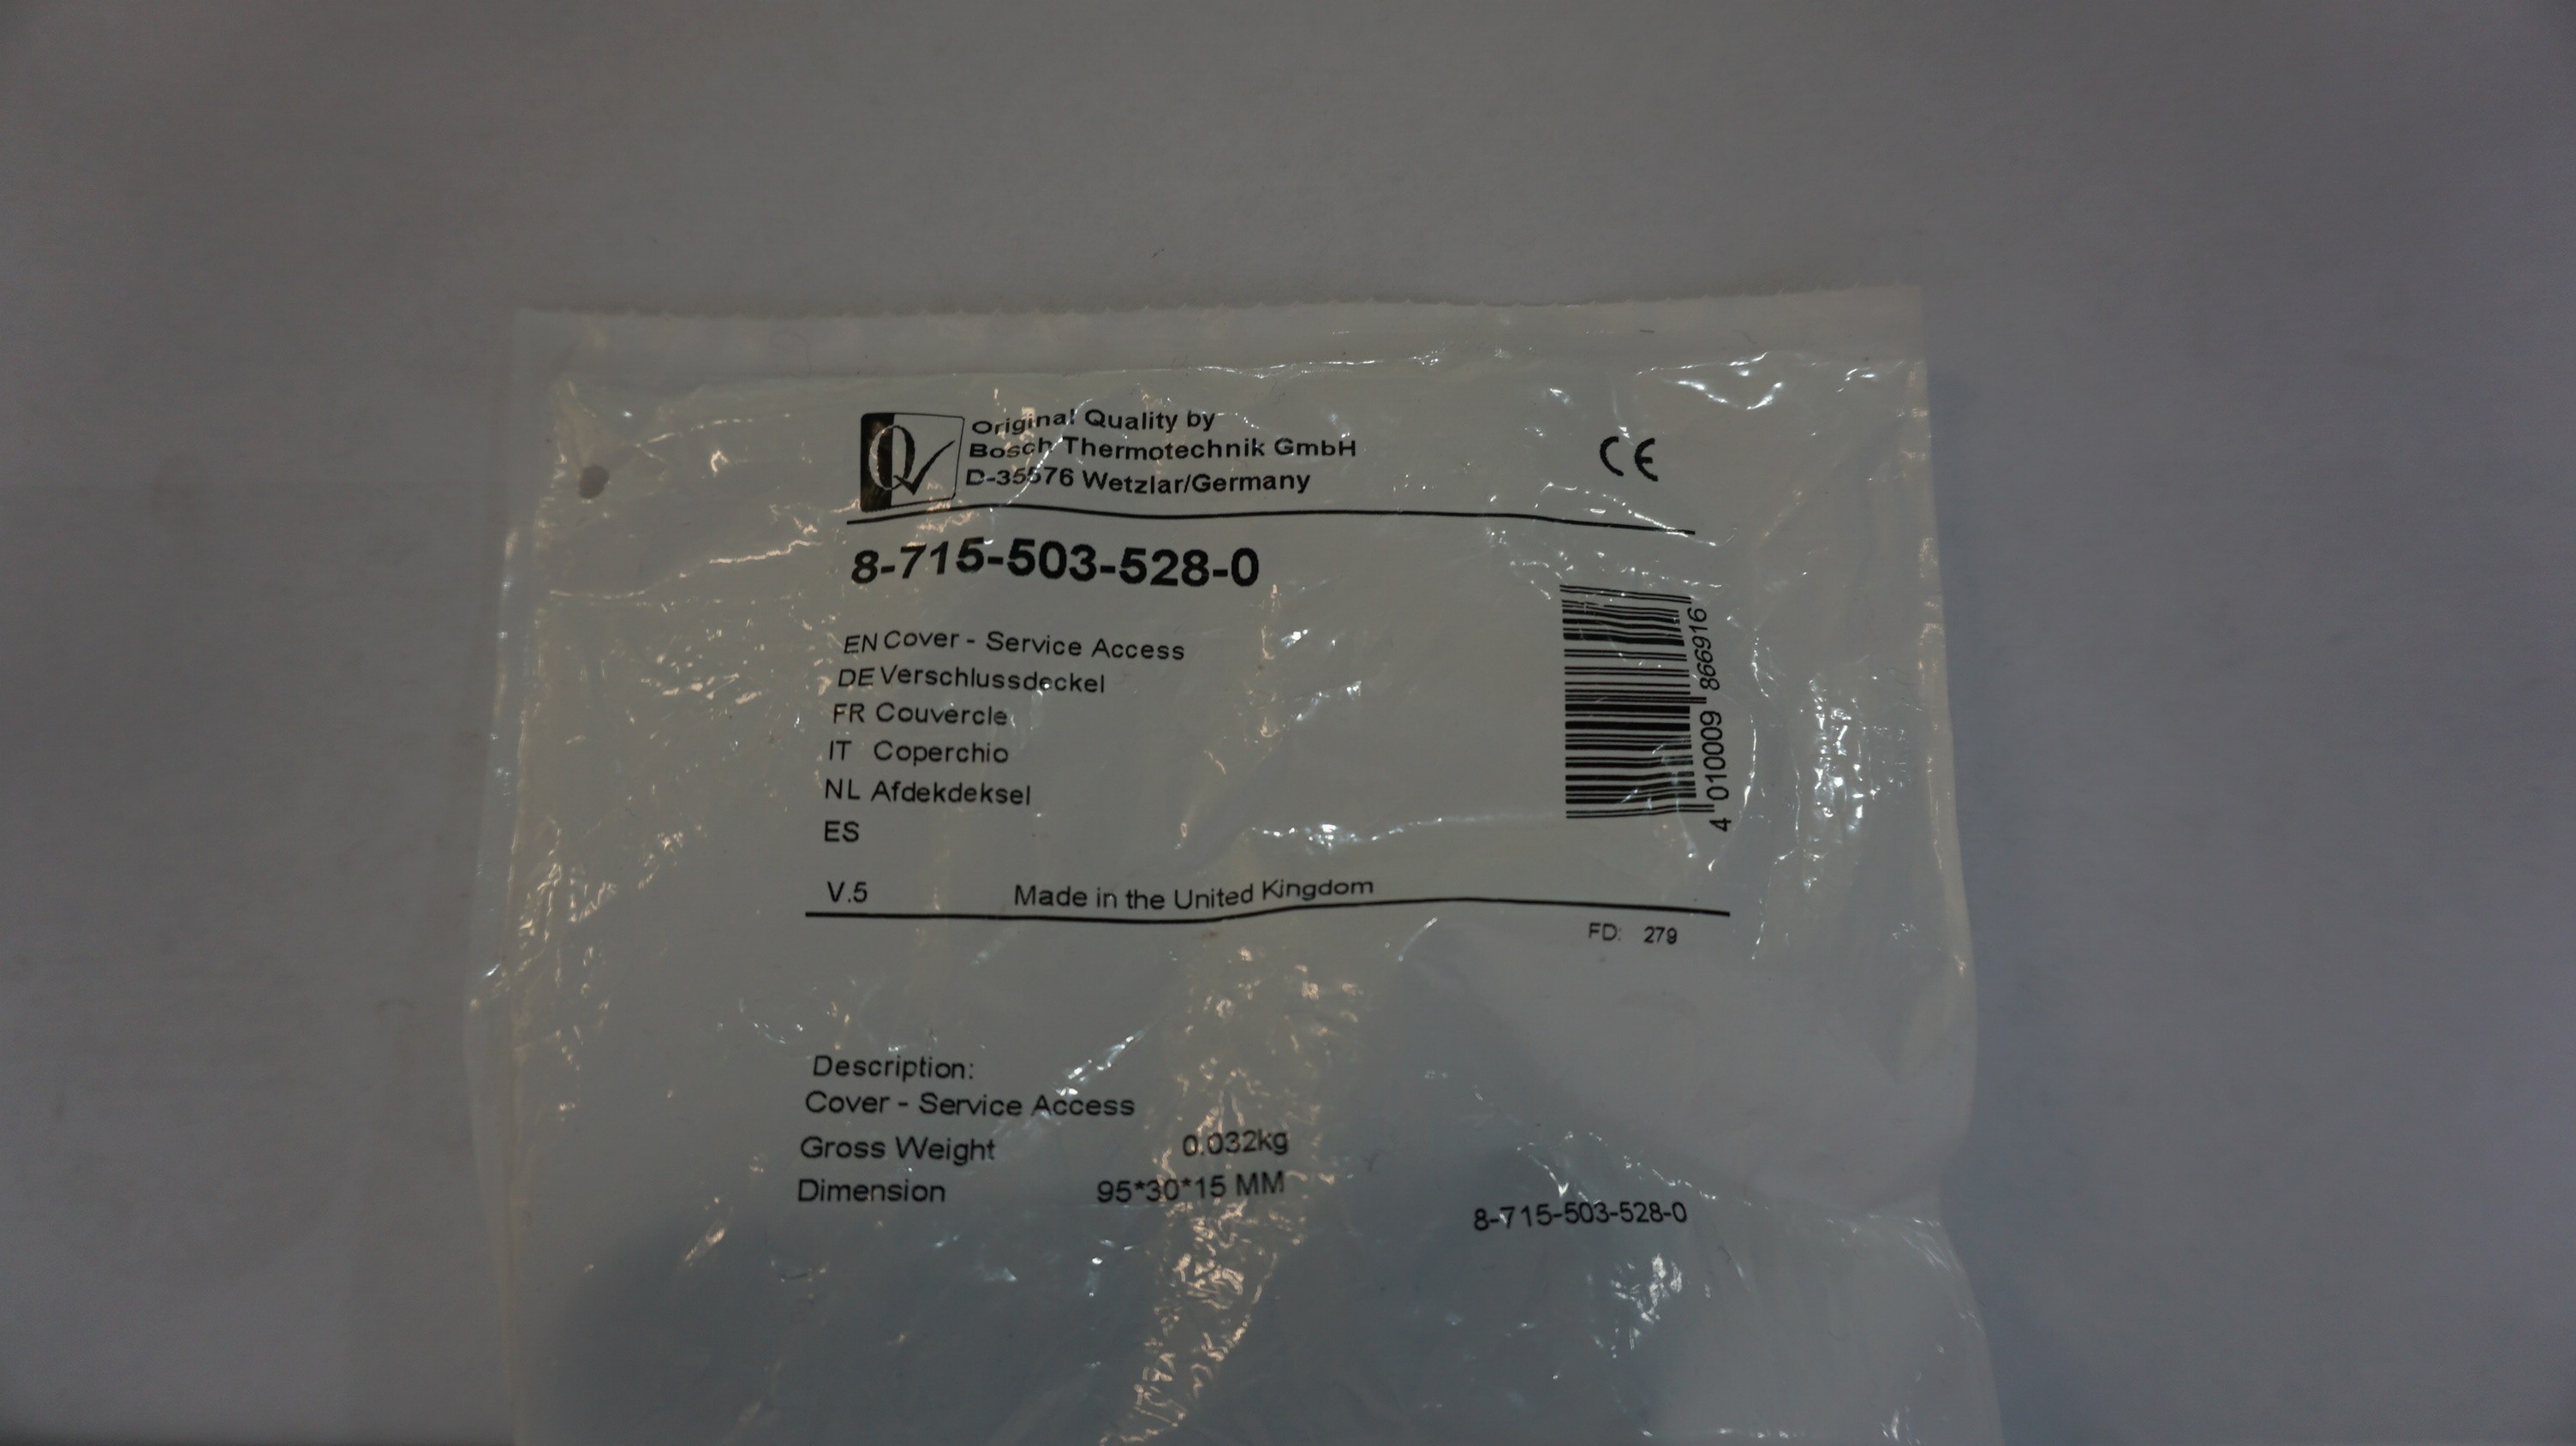 Original Quality by
Bosch Thermotechnik GmbH
D-35576 Wetzlar/Germany
CE
8-715-503-528-0
EN Cover - Service Access
DE Verschlussdeckel
FR Couvercle
IT Coperchio
NL Afdekdeksel
ES
4 010009 866916
V.5 Made in the United Kingdom
FD: 279
Description:
Cover - Service Access
Gross Weight 0.032kg
Dimension 95*30*15 MM
8-715-503-528-0